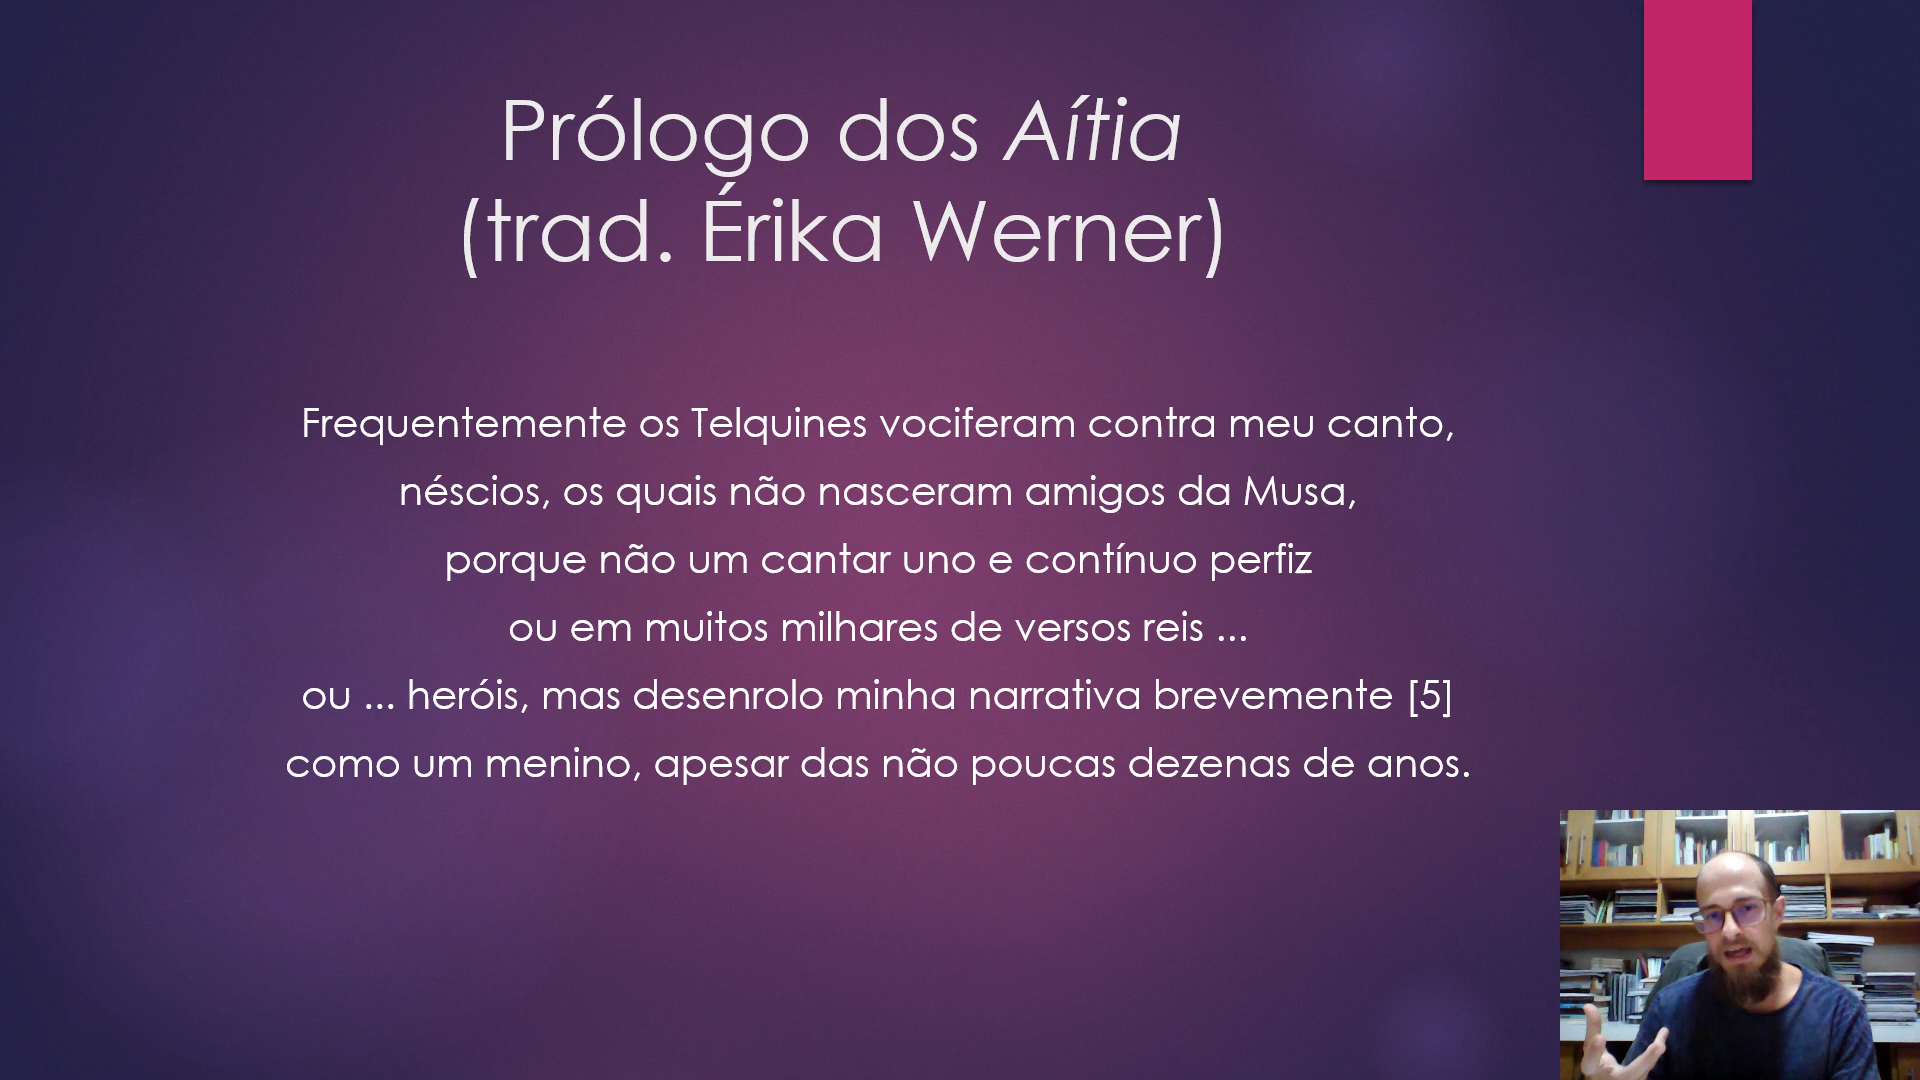 Prólogo dos Aítia
(trad. Érika Werner)
Frequentemente os Telquines vociferam contra meu canto,
néscios, os quais não nasceram amigos da Musa,
porque não um cantar uno e contínuo perfiz
ou em muitos milhares de versos reis ...
ou ... heróis, mas desenrolo minha narrativa brevemente [5]
como um menino, apesar das não poucas dezenas de anos.